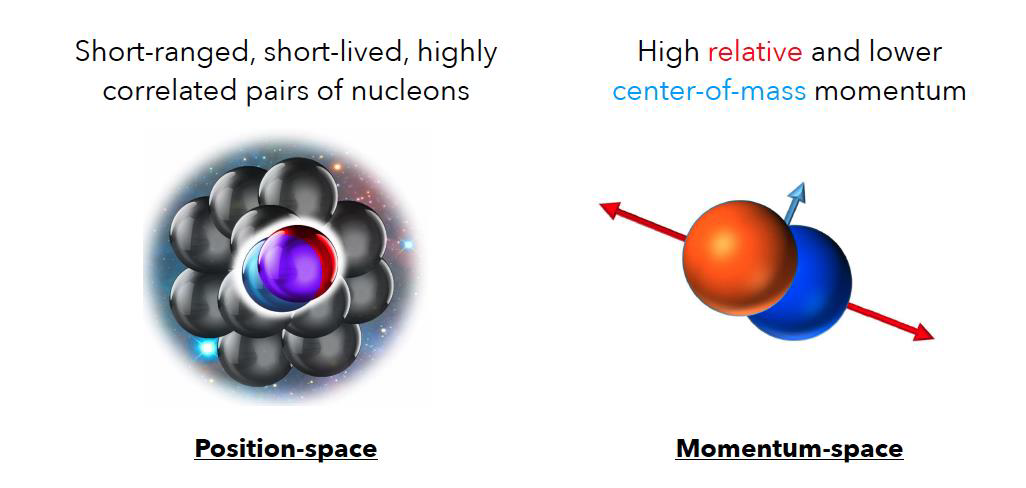 Short-ranged, short-lived, highly
correlated pairs of nucleons
Position-space
High relative and lower
center-of-mass momentum
Momentum-space